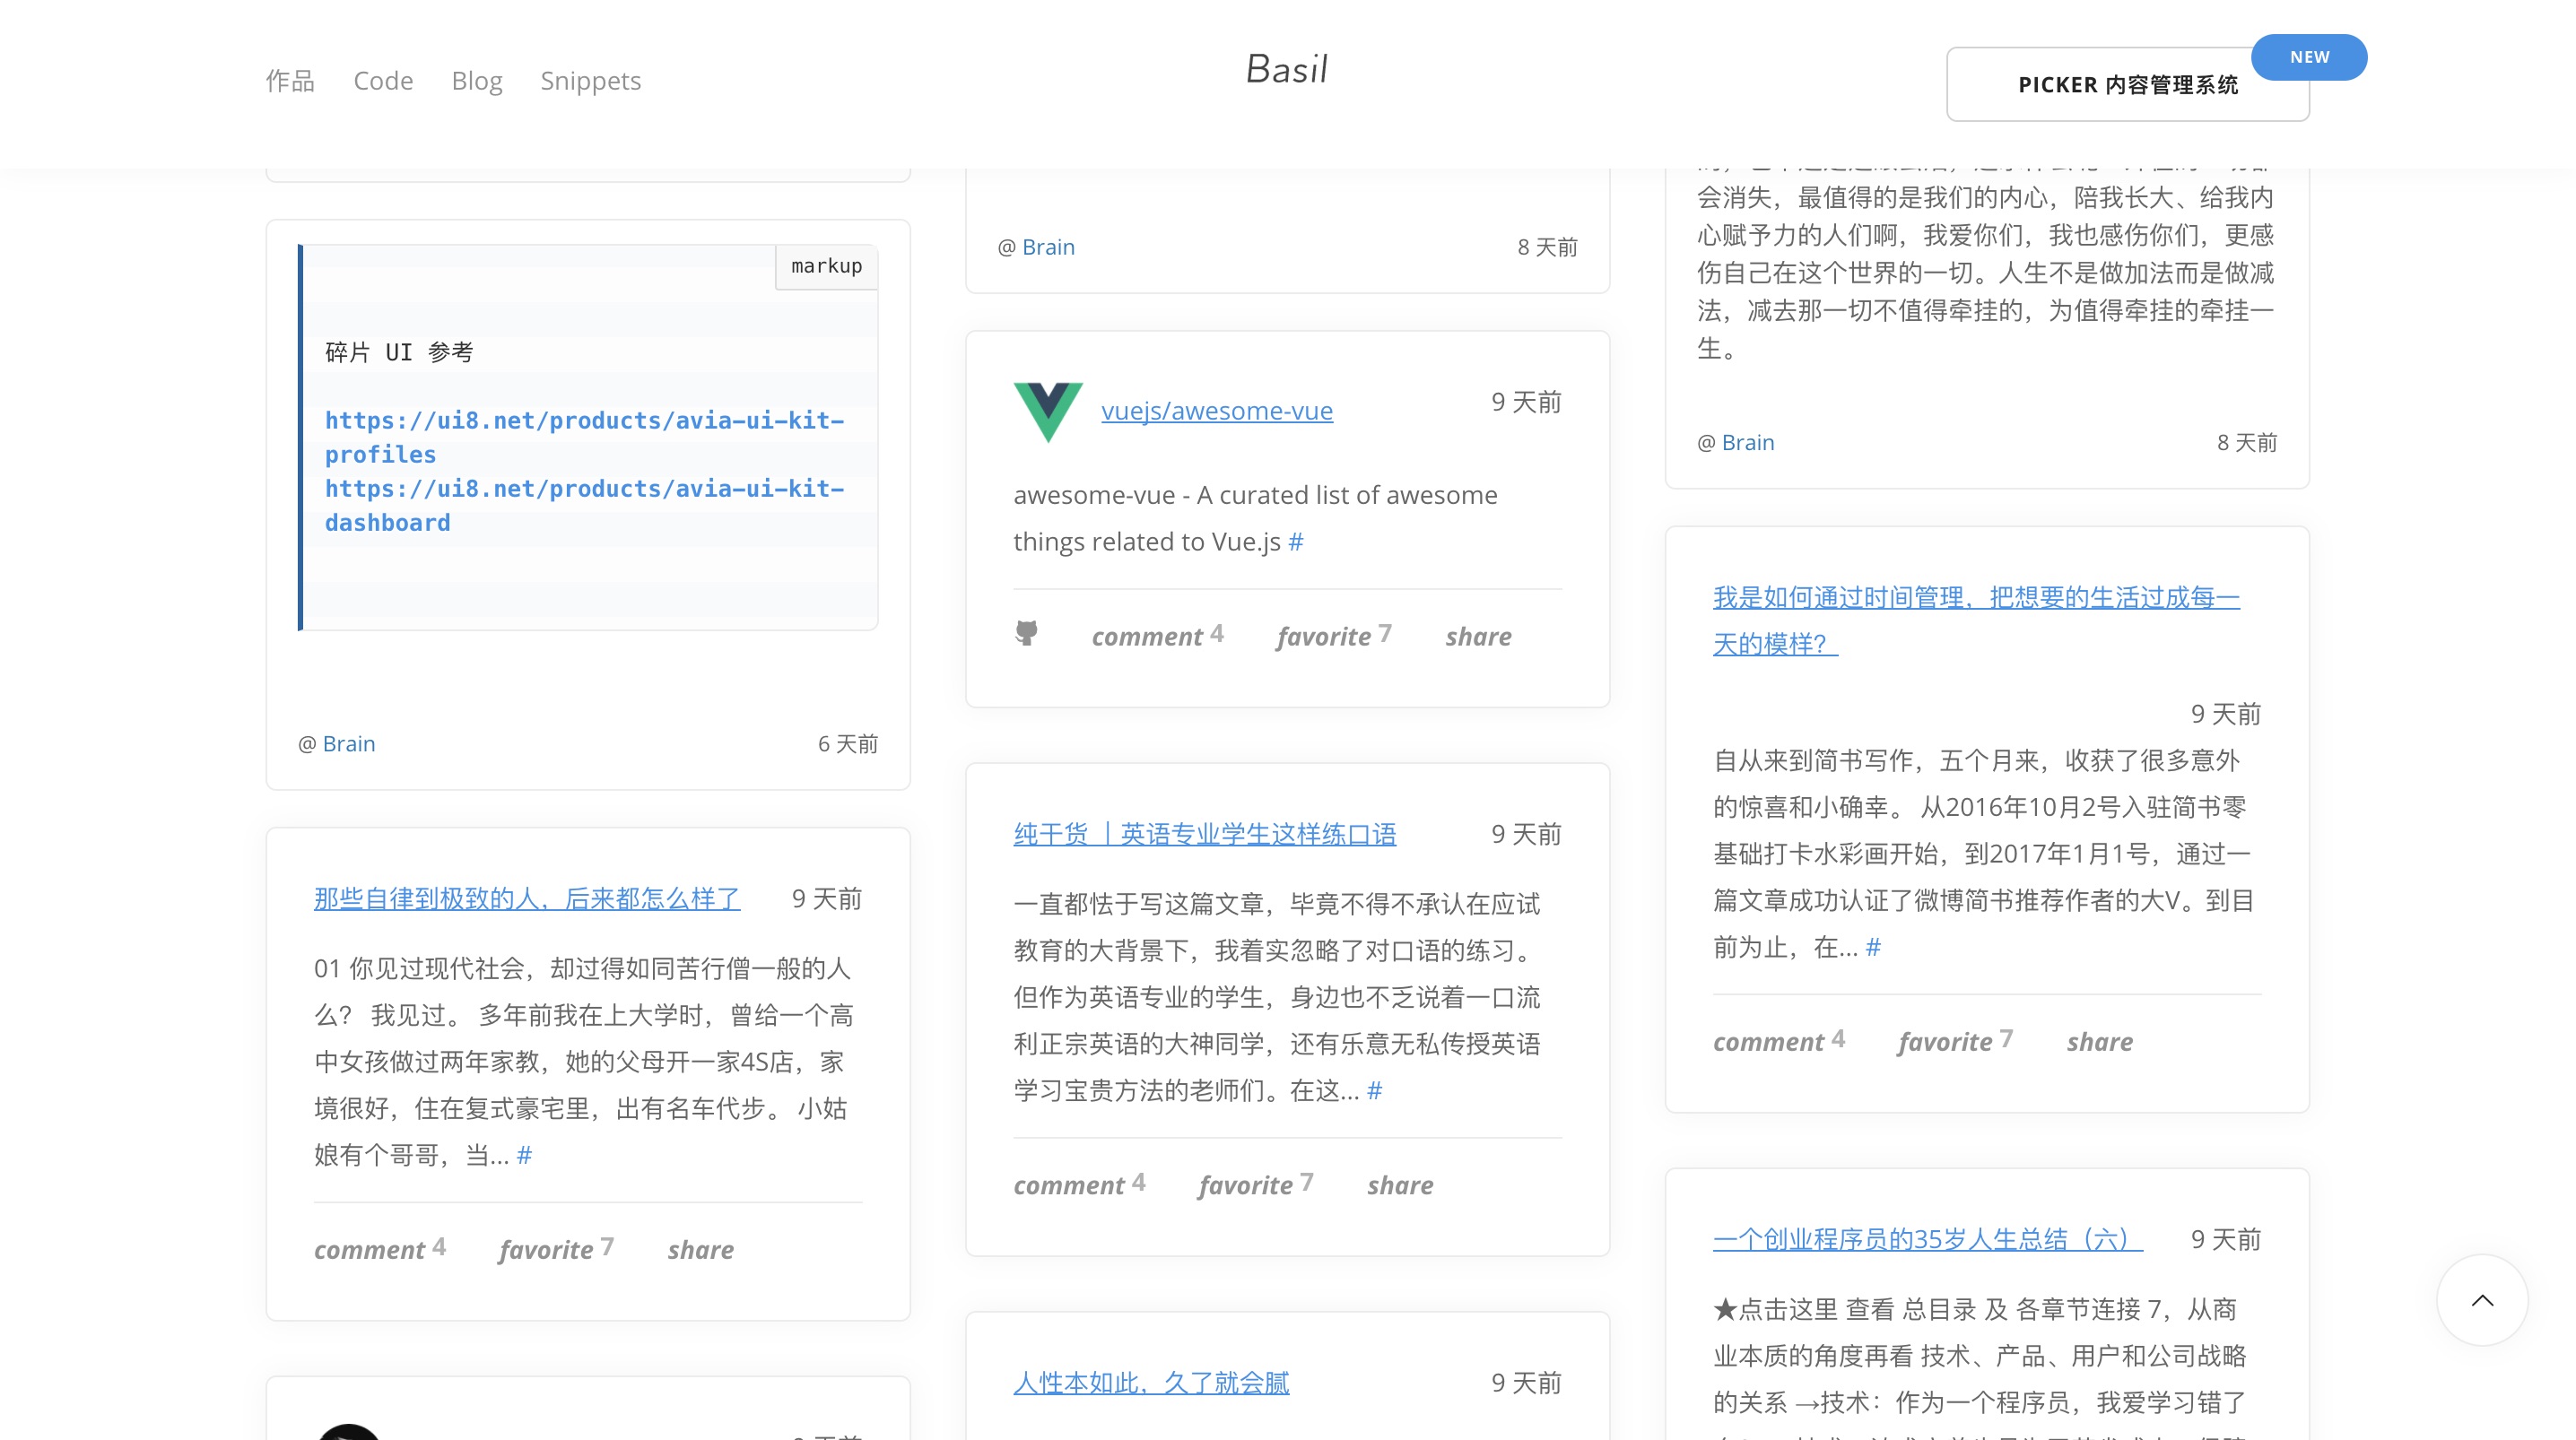 作品 Code Blog Snippets
Basil
PICKER 内容管理系统
NEW
markup
碎片 UI 参考
https://ui8.net/products/avia-ui-kit-
profiles
https://ui8.net/products/avia-ui-kit-
dashboard
@ Brain 6 天前
那些自律到极致的人，后来都怎么样了 9 天前
01 你见过现代社会，却过得如同苦行僧一般的人
么？ 我见过。 多年前我在上大学时，曾给一个高
中女孩做过两年家教，她的父母开一家4S店，家
境很好，住在复式豪宅里，出有名车代步。 小姑
娘有个哥哥，当... #
comment 4 favorite 7 share
@ Brain 8 天前
vuejs/awesome-vue 9 天前
awesome-vue - A curated list of awesome
things related to Vue.js #
comment 4 favorite 7 share
纯干货 ｜英语专业学生这样练口语 9 天前
一直都怯于写这篇文章，毕竟不得不承认在应试
教育的大背景下，我着实忽略了对口语的练习。
但作为英语专业的学生，身边也不乏说着一口流
利正宗英语的大神同学，还有乐意无私传授英语
学习宝贵方法的老师们。在这... #
comment 4 favorite 7 share
人性本如此，久了就会腻 9 天前
会消失，最值得的是我们的内心，陪我长大、给我内
心赋予力的人们啊，我爱你们，我也感伤你们，更感
伤自己在这个世界的一切。人生不是做加法而是做减
法，减去那一切不值得牵挂的，为值得牵挂的牵挂一
生。
@ Brain 8 天前
我是如何通过时间管理，把想要的生活过成每一
天的模样？
9 天前
自从来到简书写作，五个月来，收获了很多意外
的惊喜和小确幸。 从2016年10月2号入驻简书零
基础打卡水彩画开始，到2017年1月1号，通过一
篇文章成功认证了微博简书推荐作者的大V。到目
前为止，在... #
comment 4 favorite 7 share
一个创业程序员的35岁人生总结（六） 9 天前
★点击这里 查看 总目录 及 各章节连接 7，从商
业本质的角度再看 技术、产品、用户和公司战略
的关系 →技术：作为一个程序员，我爱学习错了